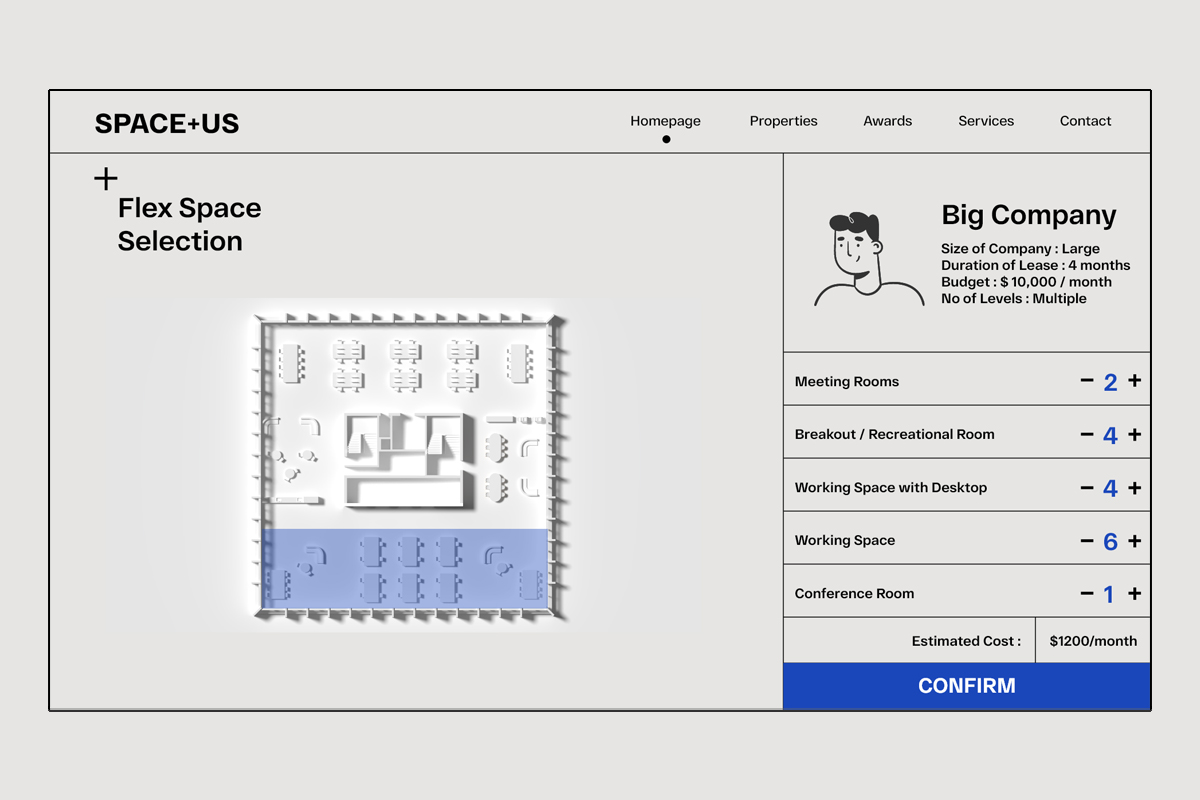 SPACE+US
Homepage
Properties
Awards
Services
Contact
Flex Space
Selection
Big Company
Size of Company : Large
Duration of Lease : 4 months
Budget : $ 10,000 / month
No of Levels : Multiple
Meeting Rooms − 2 +
Breakout / Recreational Room − 4 +
Working Space with Desktop − 4 +
Working Space − 6 +
Conference Room − 1 +
Estimated Cost : $1200/month
CONFIRM